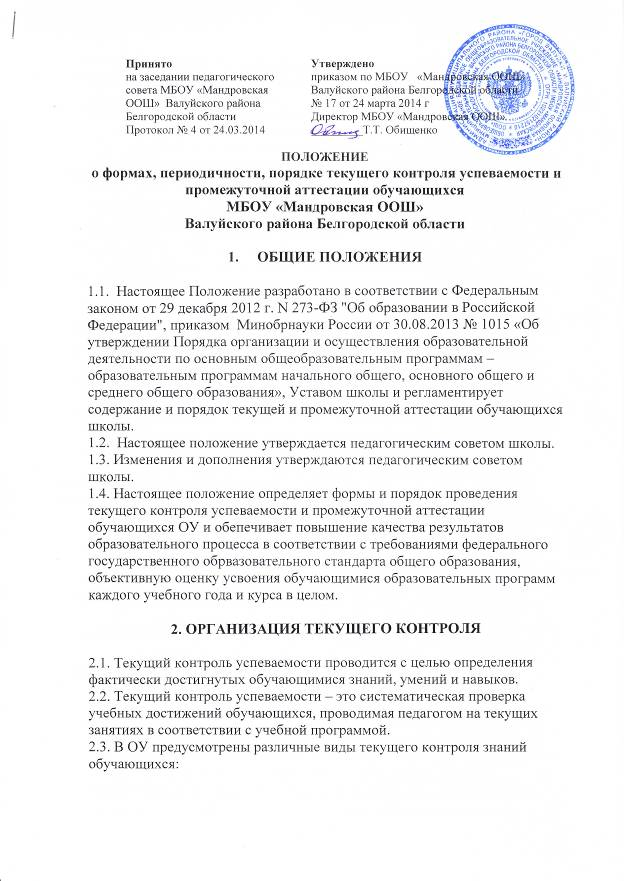 Принято
на заседании педагогического
совета МБОУ «Мандровская
ООШ» Валуйского района
Белгородской области
Протокол № 4 от 24.03.2014
Утверждено
приказом по МБОУ «Мандровская ООШ»
Валуйского района Белгородской области
№ 17 от 24 марта 2014 г
Директор МБОУ «Мандровская ООШ».
Т.Т. Обищенко
ПОЛОЖЕНИЕ
о формах, периодичности, порядке текущего контроля успеваемости и
промежуточной аттестации обучающихся
МБОУ «Мандровская ООШ»
Валуйского района Белгородской области
1. ОБЩИЕ ПОЛОЖЕНИЯ
1.1. Настоящее Положение разработано в соответствии с Федеральным
законом от 29 декабря 2012 г. N 273-ФЗ "Об образовании в Российской
Федерации", приказом Минобрнауки России от 30.08.2013 № 1015 «Об
утверждении Порядка организации и осуществления образовательной
деятельности по основным общеобразовательным программам –
образовательным программам начального общего, основного общего и
среднего общего образования», Уставом школы и регламентирует
содержание и порядок текущей и промежуточной аттестации обучающихся
школы.
1.2. Настоящее положение утверждается педагогическим советом школы.
1.3. Изменения и дополнения утверждаются педагогическим советом
школы.
1.4. Настоящее положение определяет формы и порядок проведения
текущего контроля успеваемости и промежуточной аттестации
обучающихся ОУ и обепечивает повышение качества результатов
образовательного процесса в соответствии с требованиями федерального
государственного обрвазовательного стандарта общего образования,
объективную оценку усвоения обучающимися образовательных программ
каждого учебного года и курса в целом.
2. ОРГАНИЗАЦИЯ ТЕКУЩЕГО КОНТРОЛЯ
2.1. Текущий контроль успеваемости проводится с целью определения
фактически достигнутых обучающимися знаний, умений и навыков.
2.2. Текущий контроль успеваемости – это систематическая проверка
учебных достижений обучающихся, проводимая педагогом на текущих
занятиях в соответствии с учебной программой.
2.3. В ОУ предусмотрены различные виды текущего контроля знаний
обучающихся: